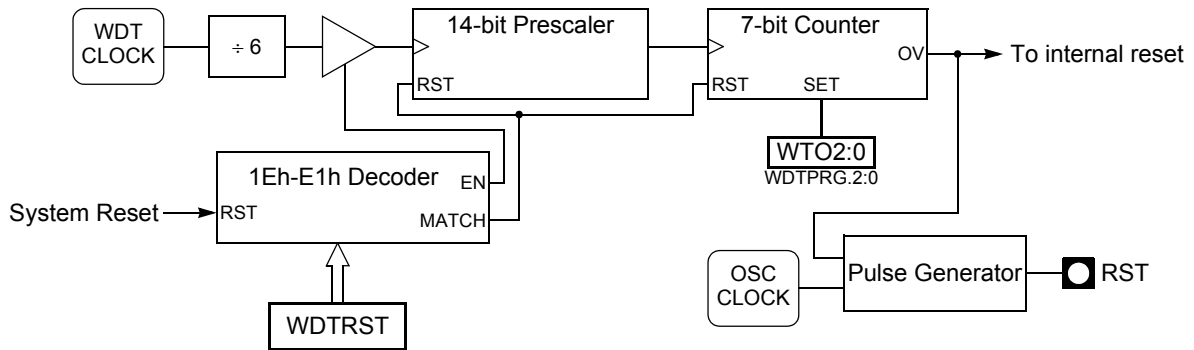 WDT
CLOCK
÷ 6
14-bit Prescaler
RST
7-bit Counter
RST
SET
OV
To internal reset
WTO2:0
WDTPRG.2:0
1Eh-E1h Decoder
EN
RST
MATCH
System Reset
WDTRST
OSC
CLOCK
Pulse Generator
RST